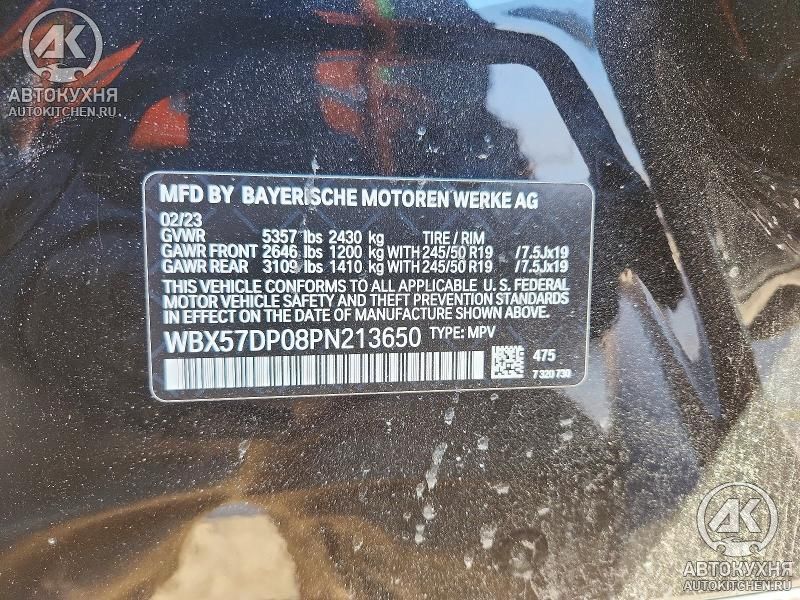 AK
АВТОКУХНЯ
AUTOKITCHEN.RU
MFD BY BAYERISCHE MOTOREN WERKE AG
02/23
GVWR 5357 lbs 2430 kg TIRE / RIM
GAWR FRONT 2646 lbs 1200 kg WITH 245/50 R19 /7.5Jx19
GAWR REAR 3109 lbs 1410 kg WITH 245/50 R19 /7.5Jx19
THIS VEHICLE CONFORMS TO ALL APPLICABLE U. S. FEDERAL
MOTOR VEHICLE SAFETY AND THEFT PREVENTION STANDARDS
IN EFFECT ON THE DATE OF MANUFACTURE SHOWN ABOVE.
WBX57DP08PN213650 TYPE: MPV
475
7 320 730
AK
АВТОКУХНЯ
AUTOKITCHEN.RU